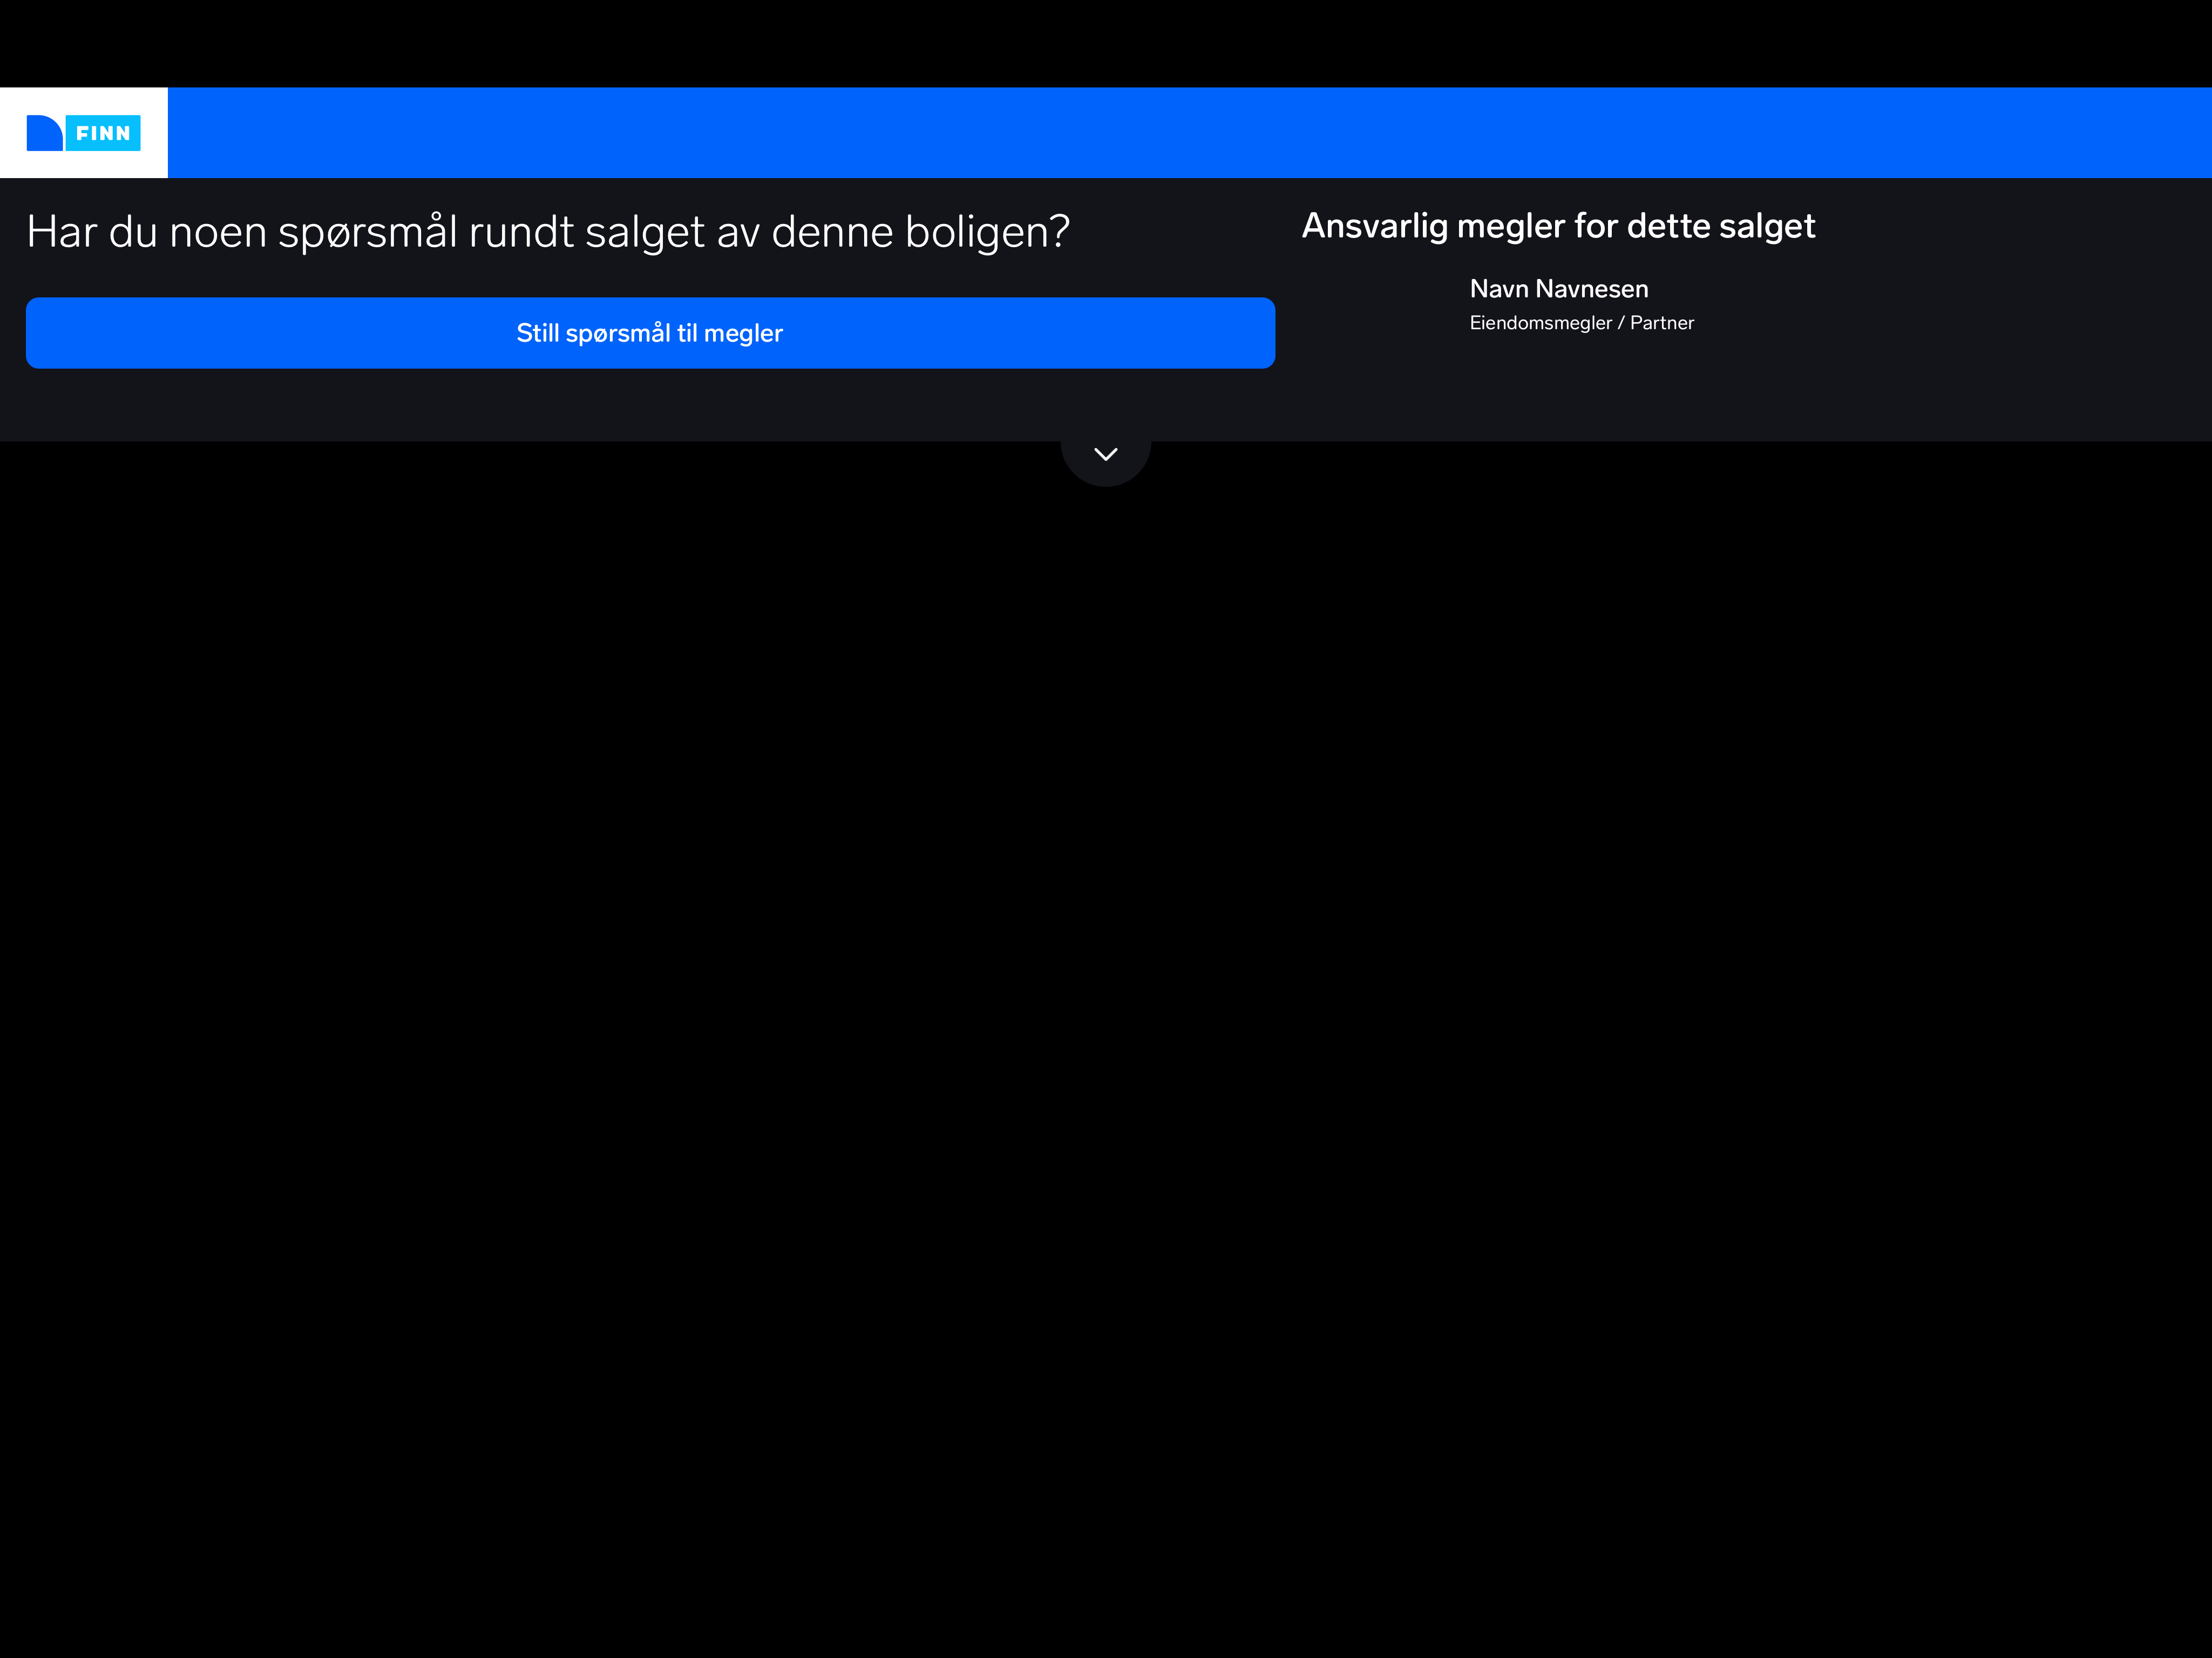 FINN
Har du noen spørsmål rundt salget av denne boligen?
Still spørsmål til megler
Ansvarlig megler for dette salget
Navn Navnesen
Eiendomsmegler / Partner